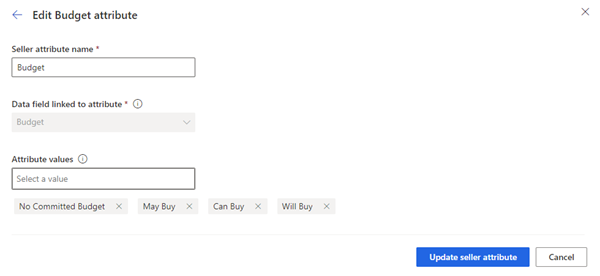 Edit Budget attribute
Seller attribute name *
Budget
Data field linked to attribute *
Budget
Attribute values
Select a value
No Committed Budget May Buy Can Buy Will Buy
Update seller attribute Cancel